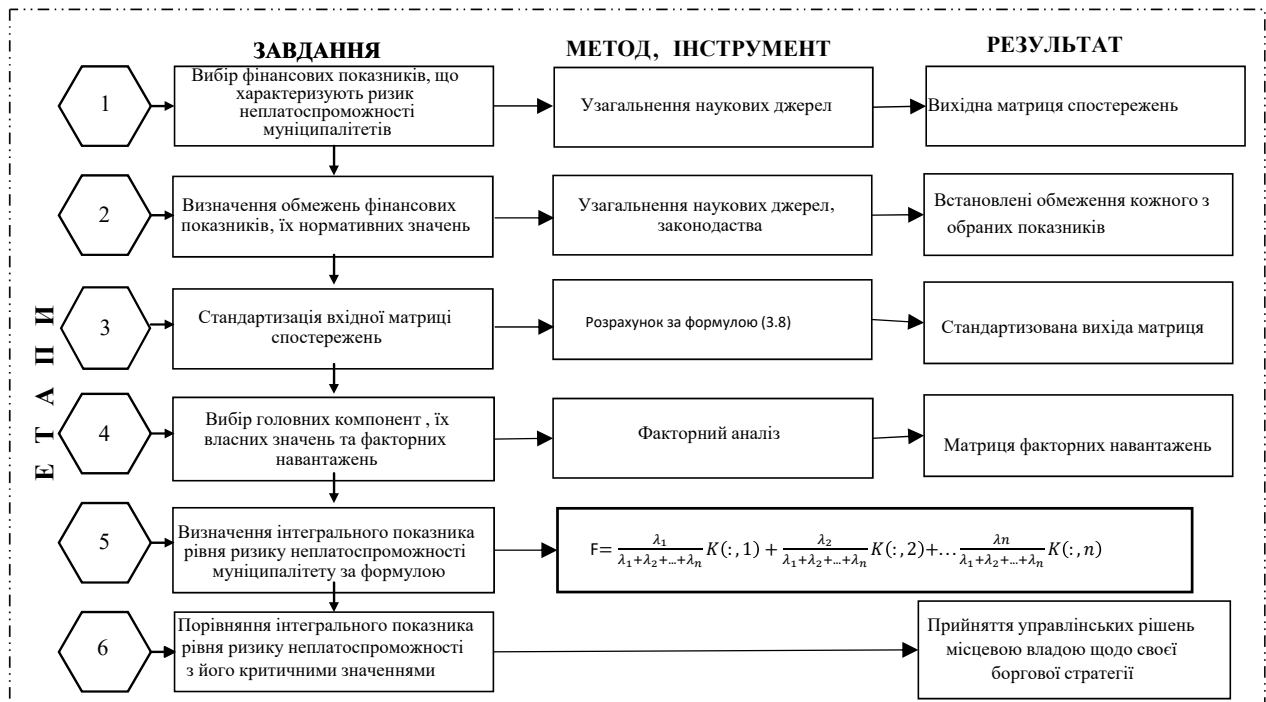 ЗАВДАННЯ
МЕТОД, ІНСТРУМЕНТ
РЕЗУЛЬТАТ
ЕТАПИ
1
Вибір фінансових показників, що
характеризують ризик
неплатоспроможності
муніципалітетів
Узагальнення наукових джерел
Вихідна матриця спостережень
2
Визначення обмежень фінансових
показників, їх нормативних значень
Узагальнення наукових джерел,
законодаства
Встановлені обмеження кожного з
обраних показників
3
Стандартизація вхідної матриці
спостережень
Розрахунок за формулою (3.8)
Стандартизована вихіда матриця
4
Вибір головних компонент , їх
власних значень та факторних
навантажень
Факторний аналіз
Матриця факторних навантажень
5
Визначення інтегрального показника
рівня ризику неплатоспроможності
муніципалітету за формулою
F= λ₁/(λ₁+λ₂+...+λₙ) K(:,1) + λ₂/(λ₁+λ₂+...+λₙ) K(:,2)+… λn/(λ₁+λ₂+...+λₙ) K(:,n)
6
Порівняння інтегрального показника
рівня ризику неплатоспроможності
з його критичними значеннями
Прийняття управлінських рішень
місцевою владою щодо своєї
боргової стратегії